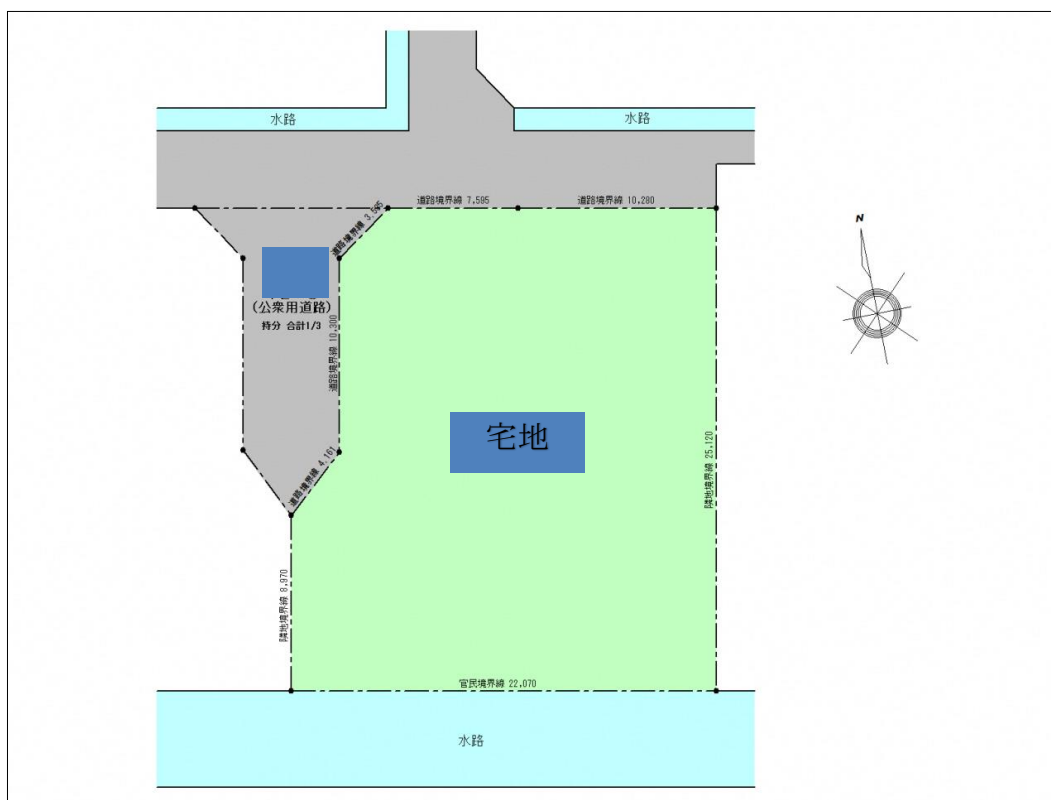 水路
水路
道路境界線 7,595
道路境界線 10,280
道路境界線 3,595
N
(公衆用道路)
持分 合計1/3
道路境界線 10,300
宅地
隣地境界線 25,120
道路境界線 4,161
隣地境界線 8,970
官民境界線 22,070
水路